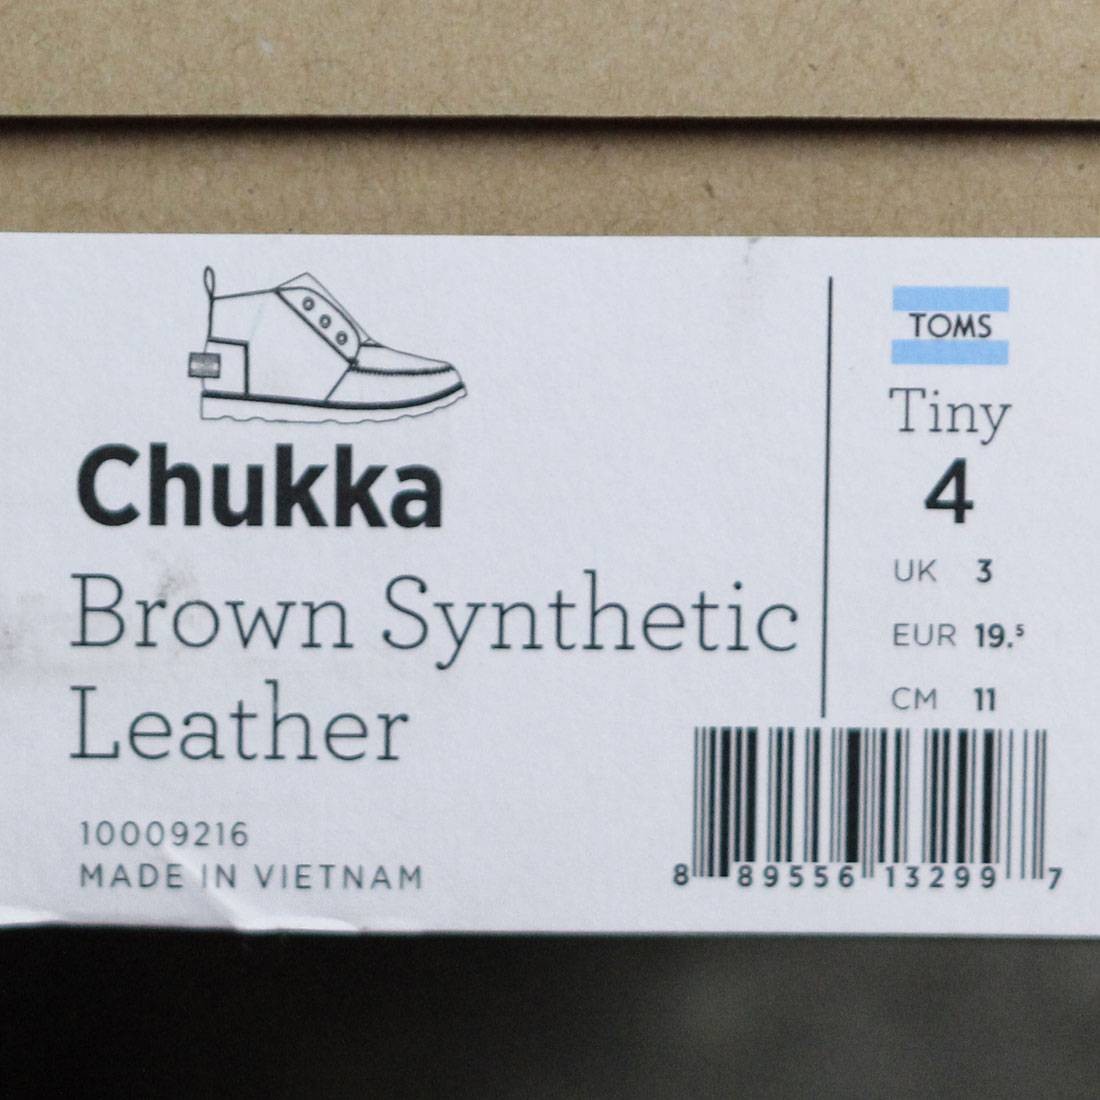 TOMS
Tiny
4
UK 3
EUR 19.⁵
CM 11
Chukka
Brown Synthetic
Leather
10009216
MADE IN VIETNAM
8 89556 13299 7